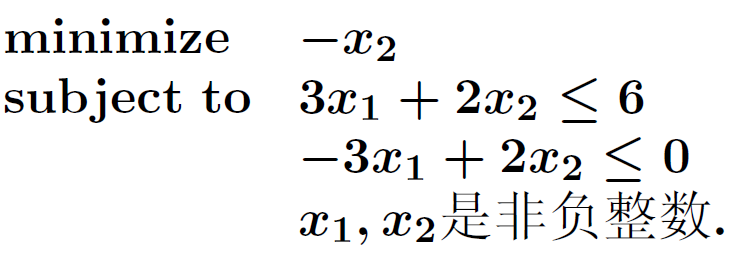 minimize −x₂
subject to 3x₁ + 2x₂ ≤ 6
−3x₁ + 2x₂ ≤ 0
x₁, x₂是非负整数.